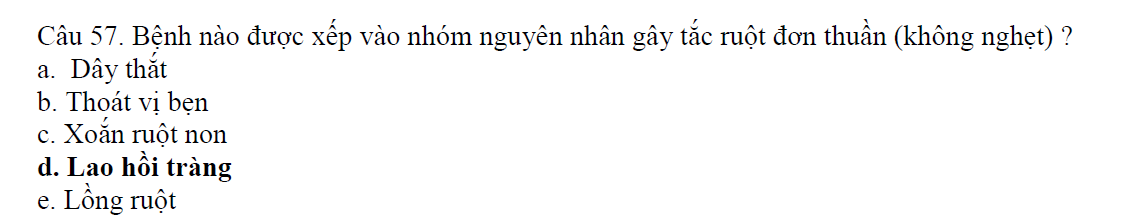 Câu 57. Bệnh nào được xếp vào nhóm nguyên nhân gây tắc ruột đơn thuần (không nghẹt) ?
a. Dây thắt
b. Thoát vị bẹn
c. Xoắn ruột non
d. Lao hồi tràng
e. Lồng ruột